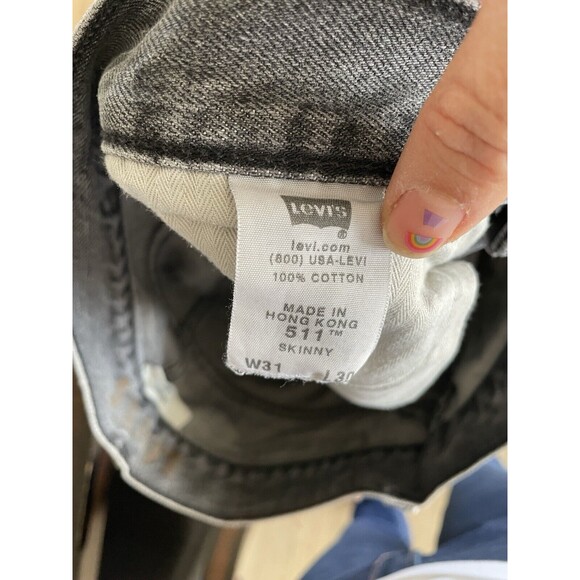 LEVI'S
®
levi.com
(800) USA-LEVI
100% COTTON
MADE IN
HONG KONG
511™
SKINNY
W31 L30